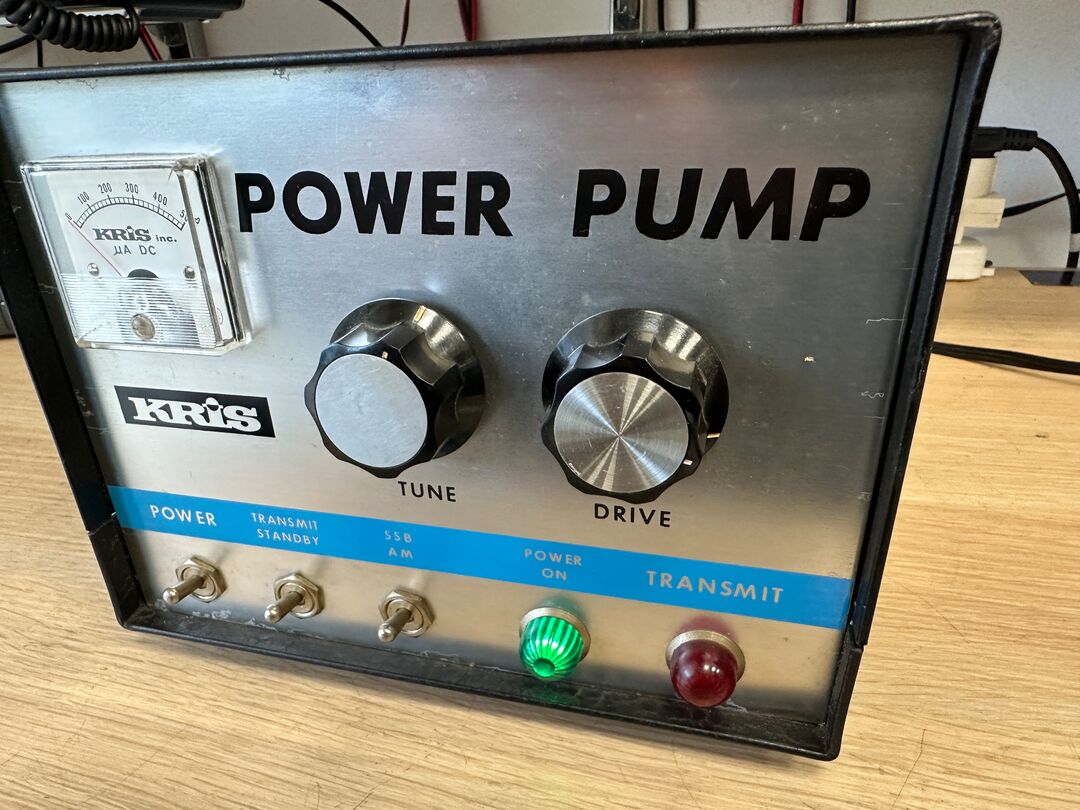 POWER PUMP
0 100 200 300 400
KRIS inc.
µA DC
KRIS
TUNE
DRIVE
POWER
TRANSMIT
STANDBY
SSB
AM
POWER
ON
TRANSMIT